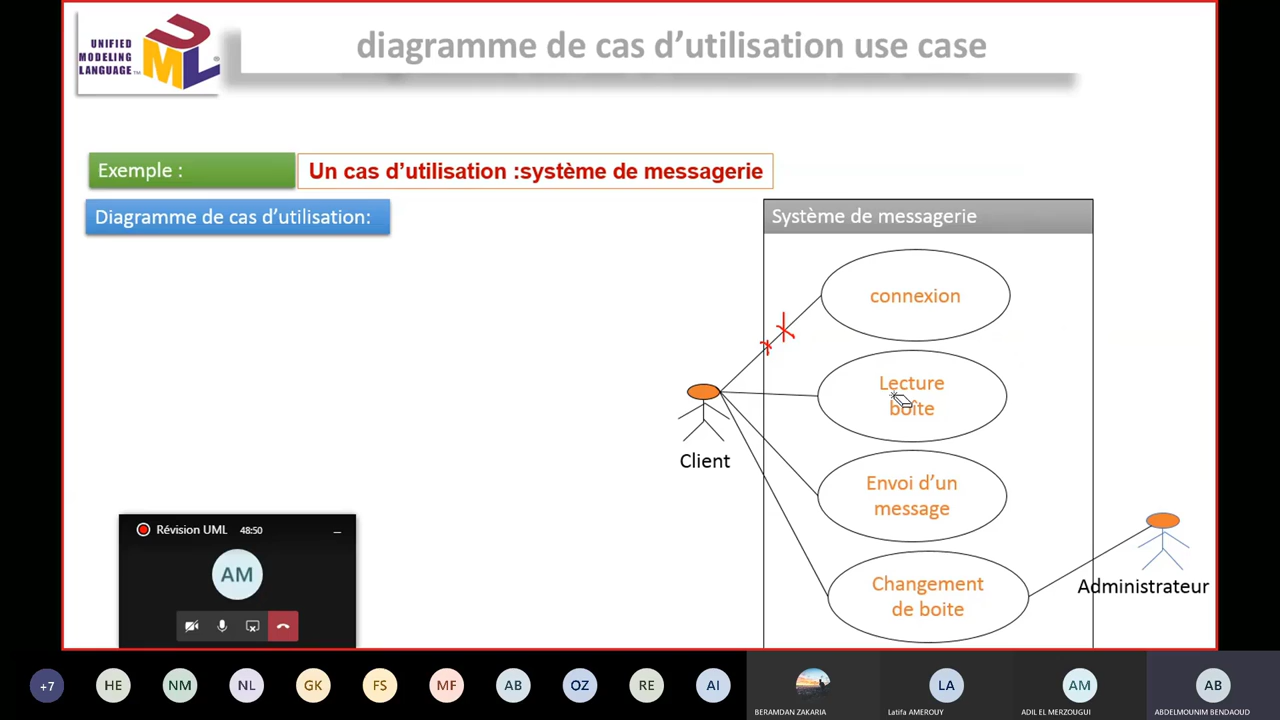 UNIFIED
MODELING
LANGUAGE™
UML®
diagramme de cas d’utilisation use case
Exemple :
Un cas d’utilisation :système de messagerie
Diagramme de cas d’utilisation:
Système de messagerie
connexion
Lecture
boîte
Client
Envoi d’un
message
Changement
de boite
Administrateur
Révision UML 48:50
AM
+7 HE NM NL GK FS MF AB OZ RE AI LA AM AB
BERAMDAN ZAKARIA Latifa AMEROUY ADIL EL MERZOUGUI ABDELMOUNIM BENDAOUD